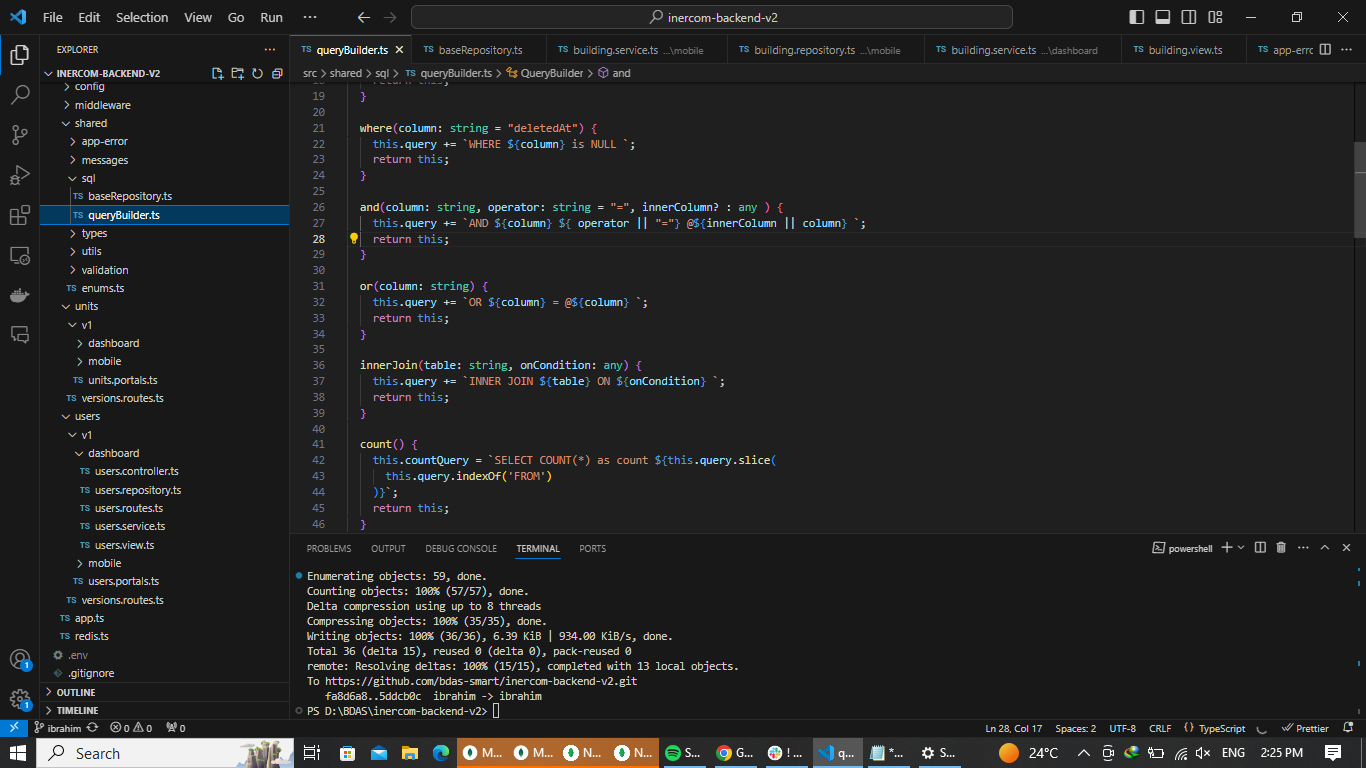 File Edit Selection View Go Run ··· inercom-backend-v2
EXPLORER ···
INERCOM-BACKEND-V2
config
middleware
shared
app-error
messages
sql
TS baseRepository.ts
TS queryBuilder.ts
types
utils
validation
TS enums.ts
units
v1
dashboard
mobile
TS units.portals.ts
TS versions.routes.ts
users
v1
dashboard
TS users.controller.ts
TS users.repository.ts
TS users.routes.ts
TS users.service.ts
TS users.view.ts
mobile
TS users.portals.ts
TS versions.routes.ts
TS app.ts
TS redis.ts
.env
.gitignore
OUTLINE
TIMELINE
TS queryBuilder.ts TS baseRepository.ts TS building.service.ts ...\mobile TS building.repository.ts ...\mobile TS building.service.ts ...\dashboard TS building.view.ts TS app-err
src > shared > sql > TS queryBuilder.ts > QueryBuilder > and
19 }
20
21 where(column: string = "deletedAt") {
22 this.query += `WHERE ${column} is NULL `;
23 return this;
24 }
25
26 and(column: string, operator: string = "=", innerColumn? : any ) {
27 this.query += `AND ${column} ${ operator || "="} @${innerColumn || column} `;
28 return this;
29 }
30
31 or(column: string) {
32 this.query += `OR ${column} = @${column} `;
33 return this;
34 }
35
36 innerJoin(table: string, onCondition: any) {
37 this.query += `INNER JOIN ${table} ON ${onCondition} `;
38 return this;
39 }
40
41 count() {
42 this.countQuery = `SELECT COUNT(*) as count ${this.query.slice(
43 this.query.indexOf('FROM')
44 )}`;
45 return this;
46 }
PROBLEMS OUTPUT DEBUG CONSOLE TERMINAL PORTS powershell
Enumerating objects: 59, done.
Counting objects: 100% (57/57), done.
Delta compression using up to 8 threads
Compressing objects: 100% (35/35), done.
Writing objects: 100% (36/36), 6.39 KiB | 934.00 KiB/s, done.
Total 36 (delta 15), reused 0 (delta 0), pack-reused 0
remote: Resolving deltas: 100% (15/15), completed with 13 local objects.
To https://github.com/bdas-smart/inercom-backend-v2.git
fa8d6a8..5ddcb0c ibrahim -> ibrahim
PS D:\BDAS\inercom-backend-v2>
1
1
ibrahim 0 0 0 Ln 28, Col 17 Spaces: 2 UTF-8 CRLF {} TypeScript Prettier
Search M... M... N... N... S... G... ! ... q... *... S... 24°C ENG 2:25 PM